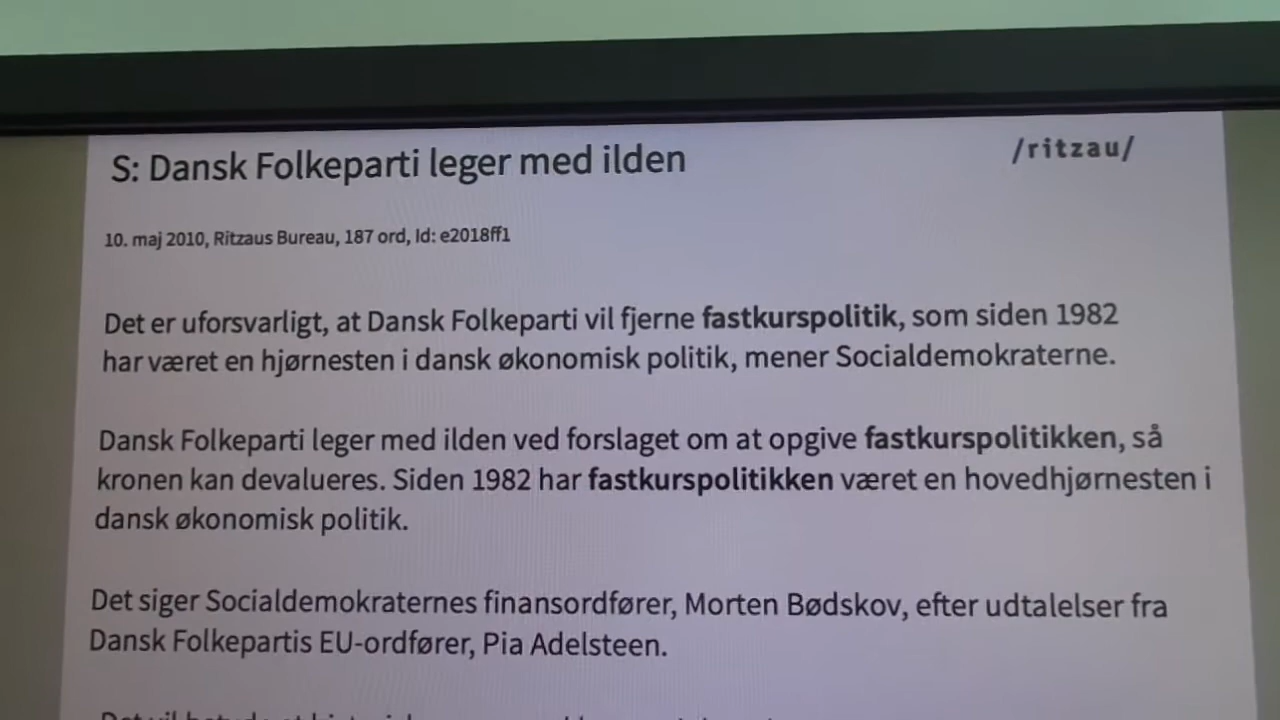 S: Dansk Folkeparti leger med ilden
/ritzau/
10. maj 2010, Ritzaus Bureau, 187 ord, Id: e2018ff1
Det er uforsvarligt, at Dansk Folkeparti vil fjerne fastkurspolitik, som siden 1982
har været en hjørnesten i dansk økonomisk politik, mener Socialdemokraterne.
Dansk Folkeparti leger med ilden ved forslaget om at opgive fastkurspolitikken, så
kronen kan devalueres. Siden 1982 har fastkurspolitikken været en hovedhjørnesten i
dansk økonomisk politik.
Det siger Socialdemokraternes finansordfører, Morten Bødskov, efter udtalelser fra
Dansk Folkepartis EU-ordfører, Pia Adelsteen.